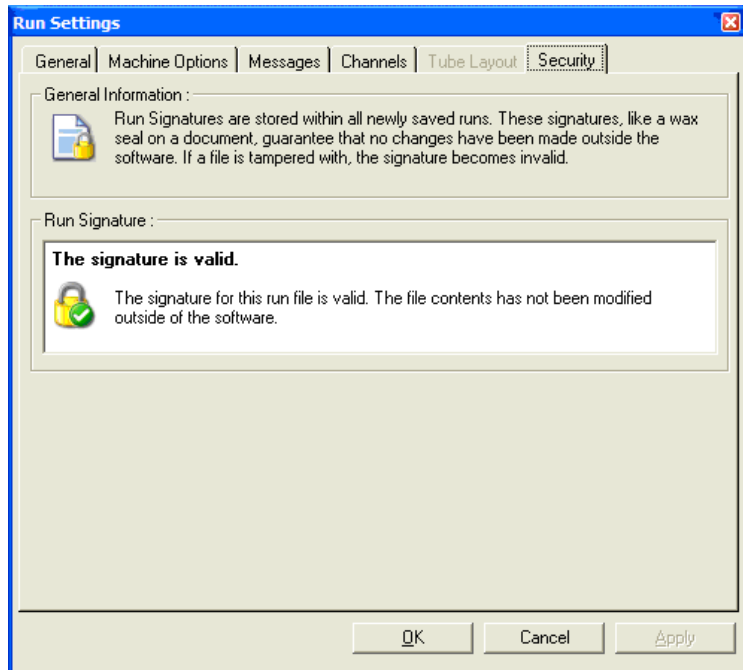 Run Settings
General Machine Options Messages Channels Tube Layout Security
General Information :
Run Signatures are stored within all newly saved runs. These signatures, like a wax
seal on a document, guarantee that no changes have been made outside the
software. If a file is tampered with, the signature becomes invalid.
Run Signature :
The signature is valid.
The signature for this run file is valid. The file contents has not been modified
outside of the software.
OK Cancel Apply